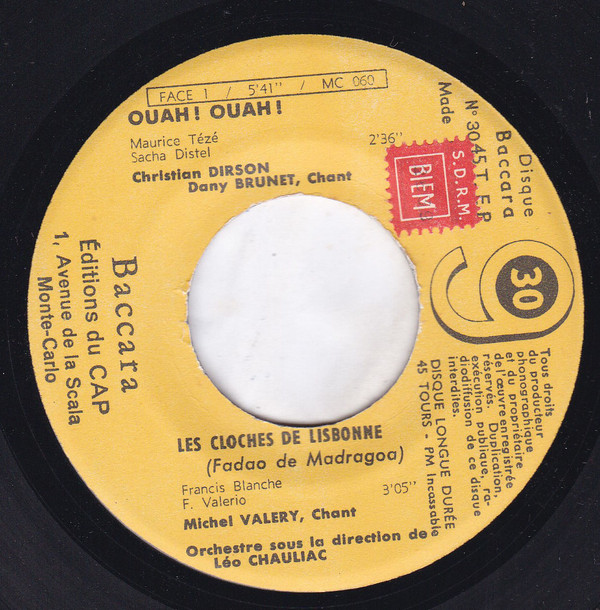 FACE 1 / 5'41" / MC 060
OUAH! OUAH!
Maurice Tézé
Sacha Distel
2'36"
Christian DIRSON
Dany BRUNET, Chant
Disque
Baccara
45 T EP
N° 30
Made
S.D.R.M.
BIEM
30
Baccara
Éditions du CAP
1, Avenue de la Scala
Monte-Carlo
Tous droits
du producteur
phonographique
et du propriétaire
de l'œuvre enregistrée
réservés. Duplication,
exécution publique, ra-
diodiffusion de ce disque
interdites.
DISQUE LONGUE DURÉE
45 TOURS - PM Incassable
LES CLOCHES DE LISBONNE
(Fadao de Madragoa)
Francis Blanche
F. Valerio
3'05"
Michel VALERY, Chant
Orchestre sous la direction de
Léo CHAULIAC